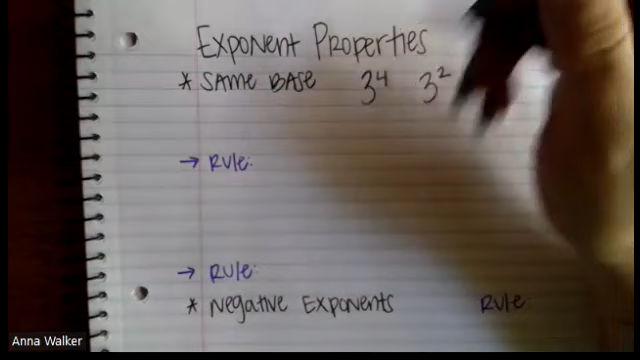 Exponent Properties
* SAME BASE 3⁴ 3²
→ Rule:
→ Rule:
* Negative Exponents Rule
Anna Walker